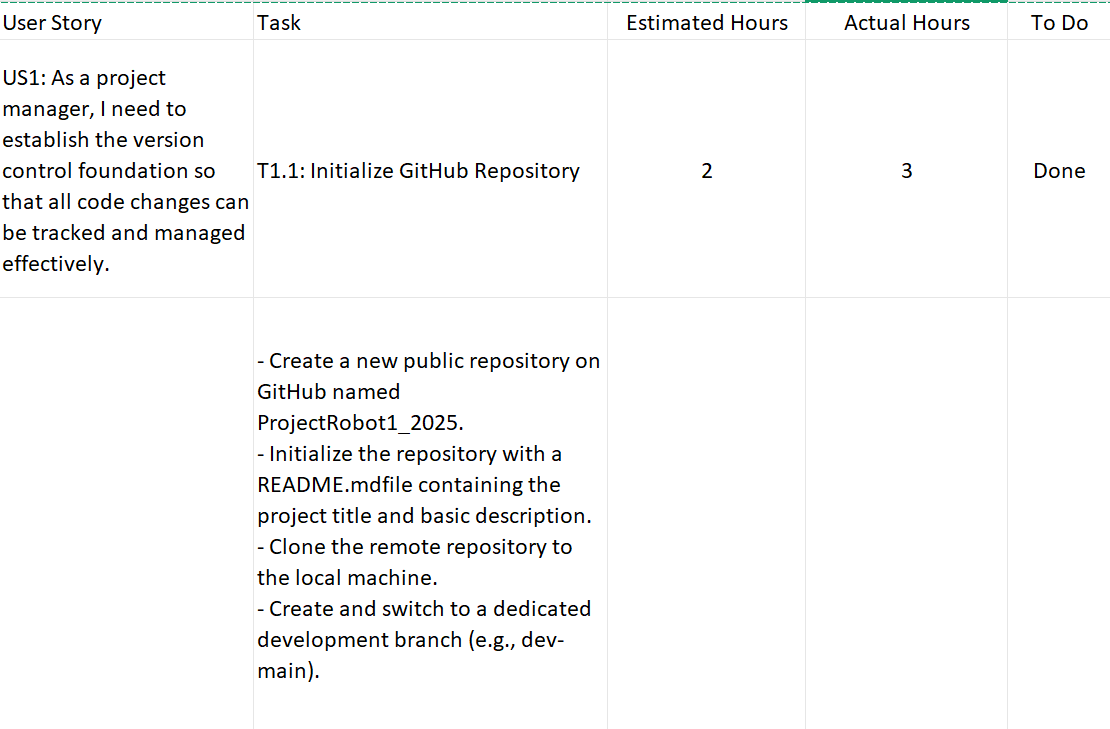 User Story
Task
Estimated Hours
Actual Hours
To Do
US1: As a project
manager, I need to
establish the version
control foundation so
that all code changes can
be tracked and managed
effectively.
T1.1: Initialize GitHub Repository
2
3
Done
- Create a new public repository on
GitHub named
ProjectRobot1_2025.
- Initialize the repository with a
README.mdfile containing the
project title and basic description.
- Clone the remote repository to
the local machine.
- Create and switch to a dedicated
development branch (e.g., dev-
main).